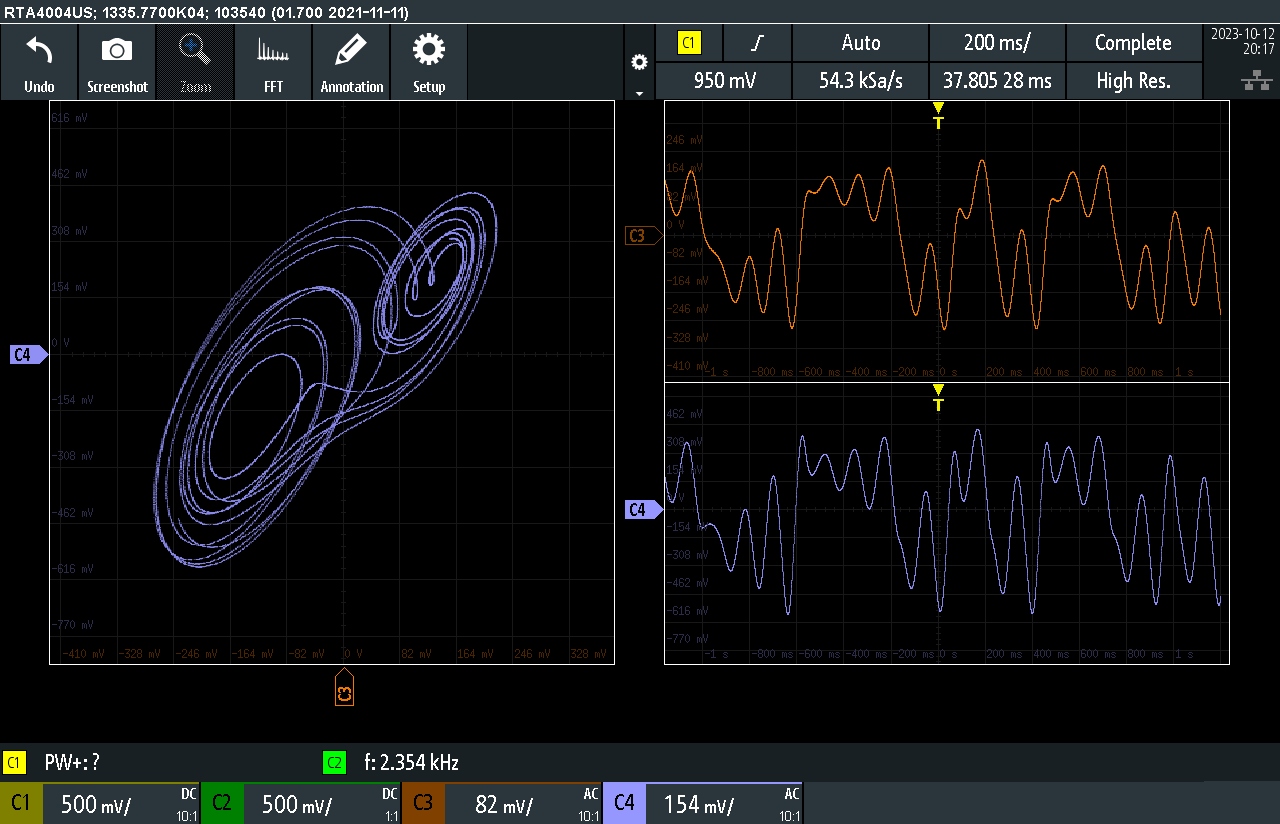 RTA4004US; 1335.7700K04; 103540 (01.700 2021-11-11)
Undo
Screenshot
Zoom
FFT
Annotation
Setup
C1
Auto
200 ms/
Complete
2023-10-12
20:17
950 mV
54.3 kSa/s
37.805 28 ms
High Res.
616 mV
462 mV
308 mV
154 mV
0 V
-154 mV
-308 mV
-462 mV
-616 mV
-770 mV
-410 mV
-328 mV
-246 mV
-164 mV
-82 mV
0 V
82 mV
164 mV
246 mV
328 mV
C4
C3
T
246 mV
164 mV
82 mV
0 V
-82 mV
-164 mV
-246 mV
-328 mV
-410 mV
-1 s
-800 ms
-600 ms
-400 ms
-200 ms
0 s
200 ms
400 ms
600 ms
800 ms
1 s
C3
T
462 mV
308 mV
154 mV
0 V
-154 mV
-308 mV
-462 mV
-616 mV
-770 mV
-1 s
-800 ms
-600 ms
-400 ms
-200 ms
0 s
200 ms
400 ms
600 ms
800 ms
1 s
C4
C1
PW+: ?
C2
f: 2.354 kHz
C1
500 mV/
DC
10:1
C2
500 mV/
DC
1:1
C3
82 mV/
AC
10:1
C4
154 mV/
AC
10:1